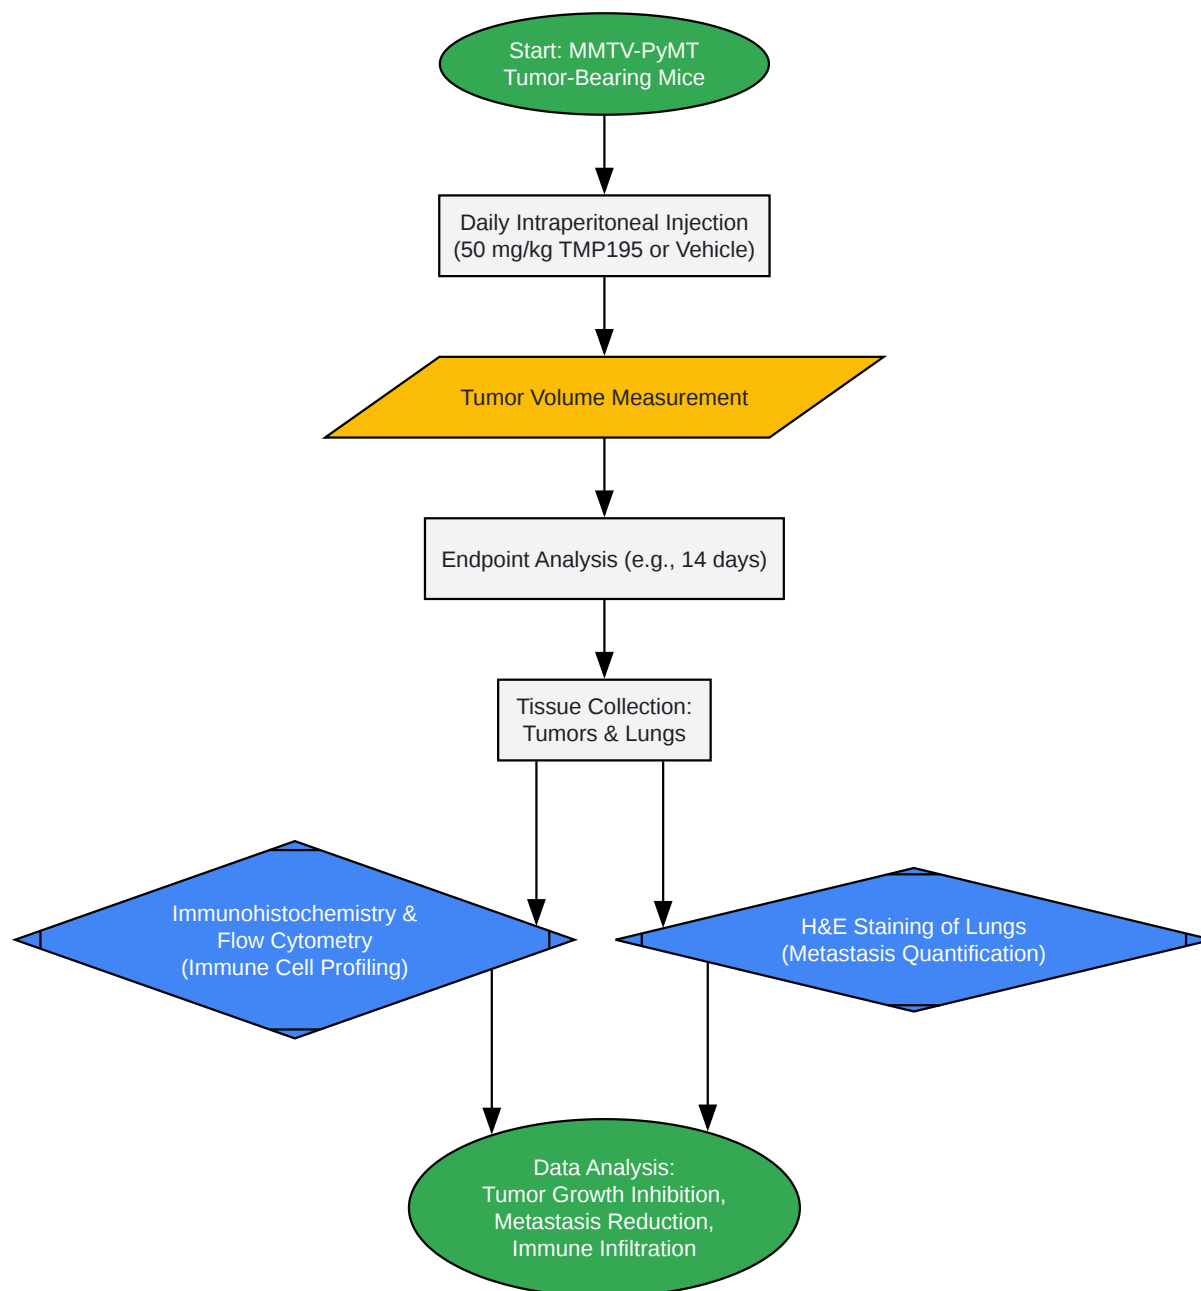 Start: MMTV-PyMT
Tumor-Bearing Mice
Daily Intraperitoneal Injection
(50 mg/kg TMP195 or Vehicle)
Tumor Volume Measurement
Endpoint Analysis (e.g., 14 days)
Tissue Collection:
Tumors & Lungs
Immunohistochemistry &
Flow Cytometry
(Immune Cell Profiling)
H&E Staining of Lungs
(Metastasis Quantification)
Data Analysis:
Tumor Growth Inhibition,
Metastasis Reduction,
Immune Infiltration